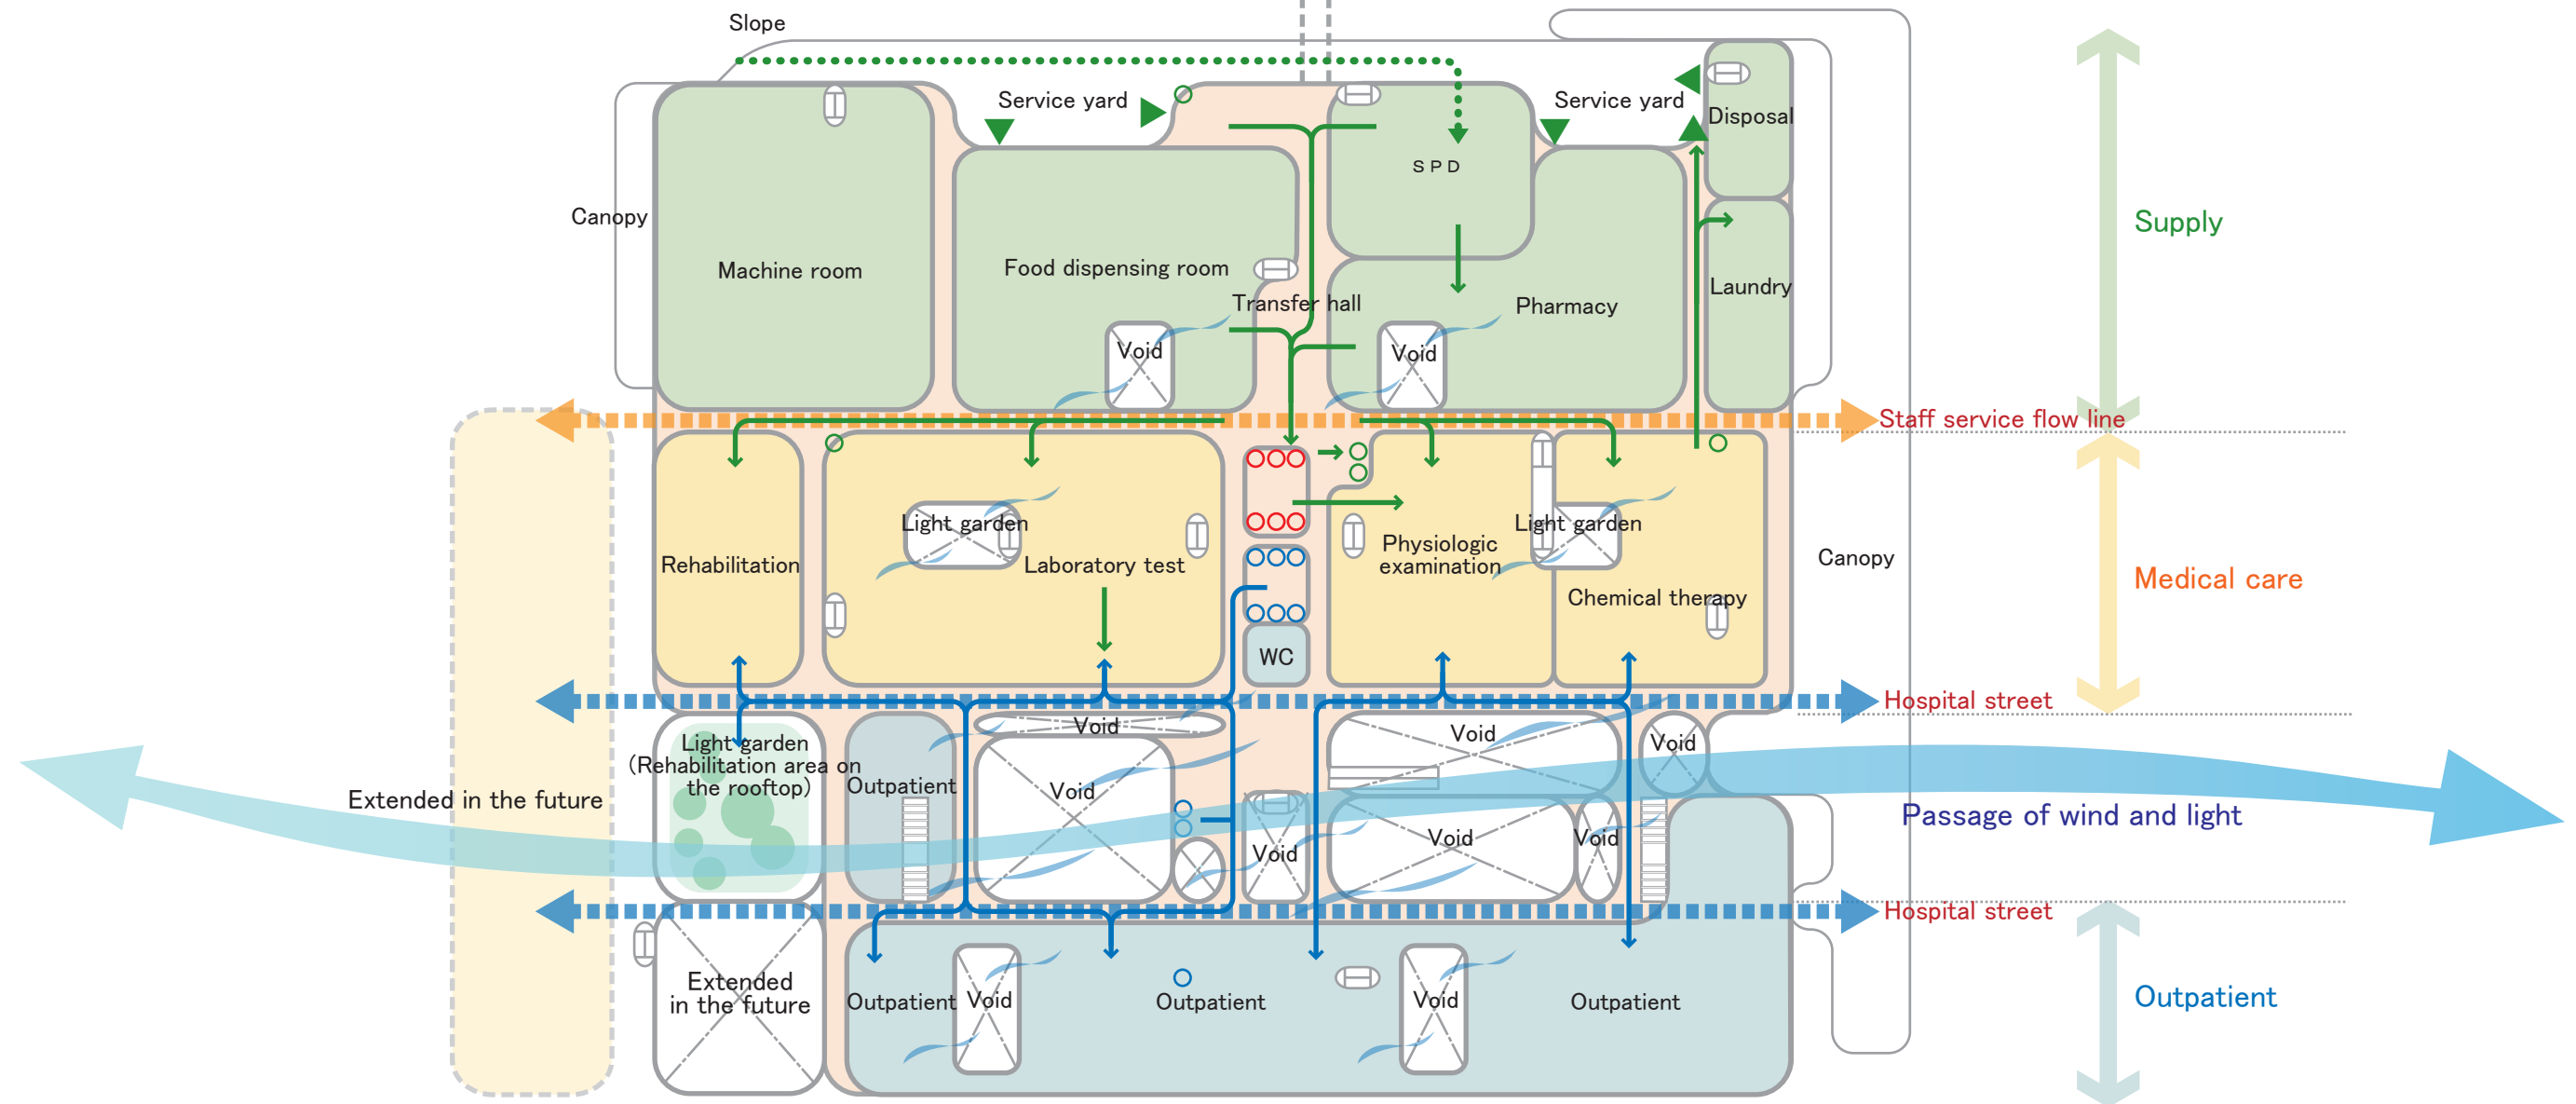 Slope
Service yard
Service yard
Disposal
SPD
Canopy
Supply
Machine room
Food dispensing room
Laundry
Transfer hall
Pharmacy
Void
Void
Staff service flow line
Light garden
Light garden
Rehabilitation
Laboratory test
Physiologic
examination
Canopy
Medical care
Chemical therapy
WC
Hospital street
Void
Void
Void
Light garden
(Rehabilitation area on
the rooftop)
Outpatient
Void
Extended in the future
Passage of wind and light
Void
Void
Void
Hospital street
Extended
in the future
Outpatient
Void
Outpatient
Void
Outpatient
Outpatient